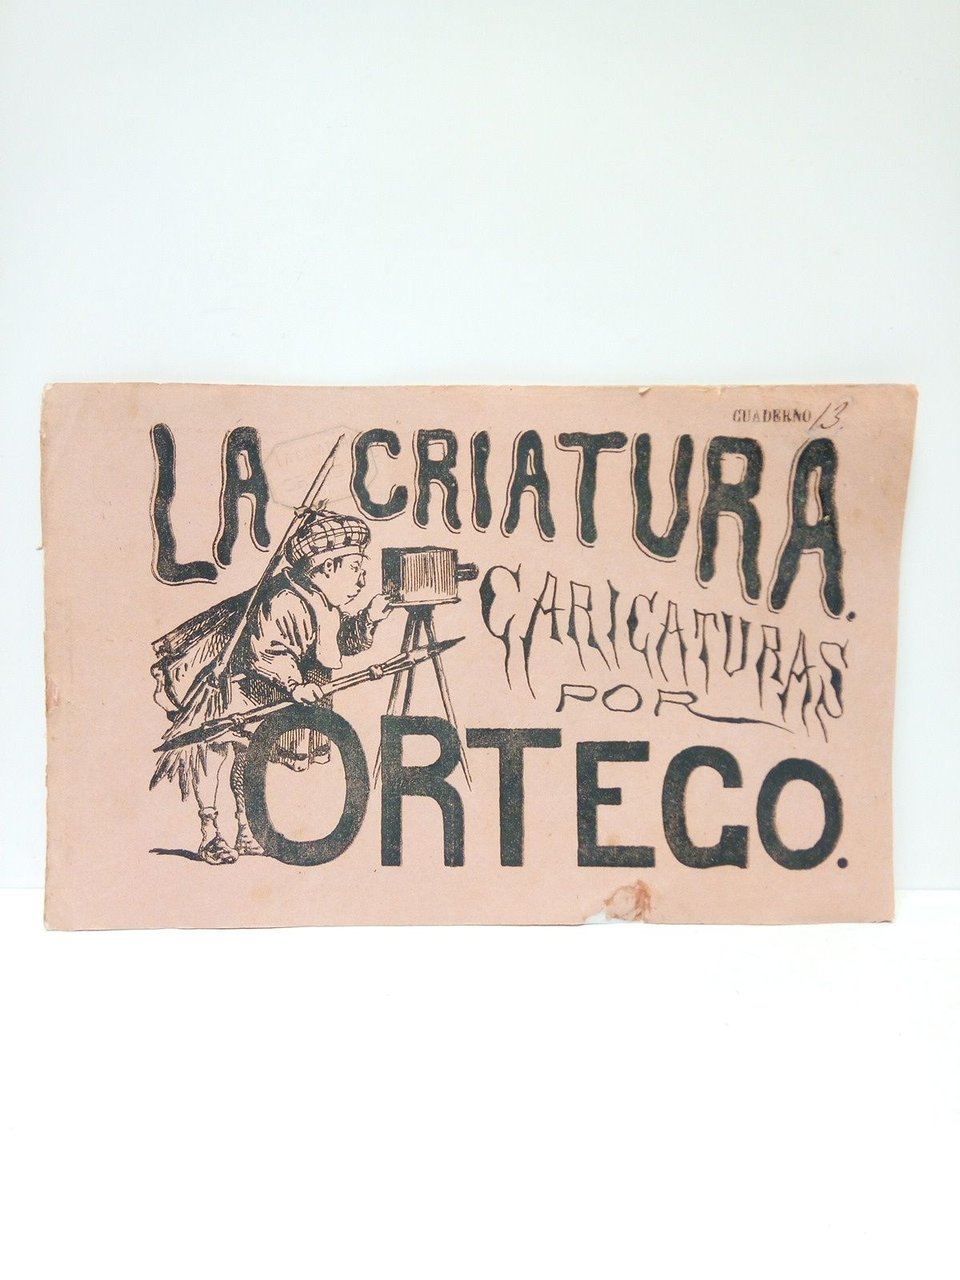 CUADERNO 13.
LA CRIATURA.
CARICATURAS
POR
ORTEGO.